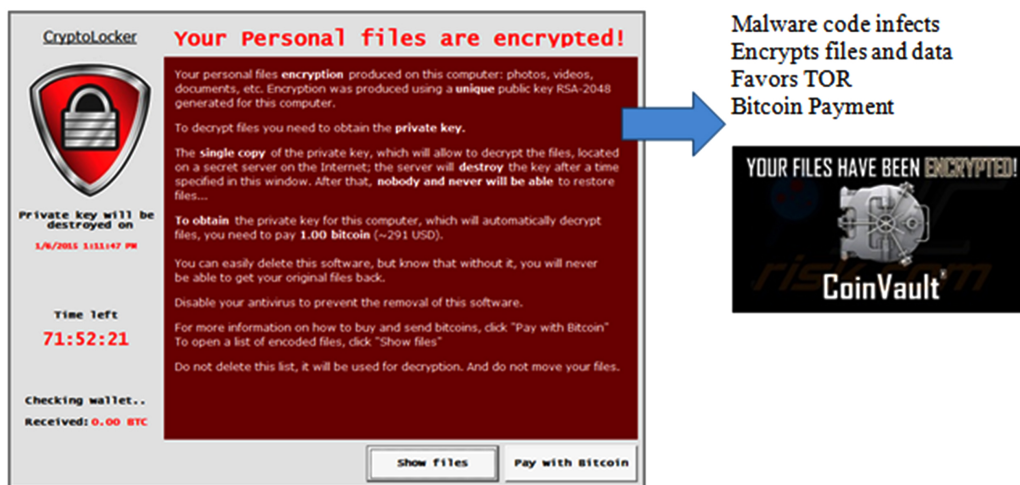 CryptoLocker
Your Personal files are encrypted!
Your personal files encryption produced on this computer: photos, videos,
documents, etc. Encryption was produced using a unique public key RSA-2048
generated for this computer.
To decrypt files you need to obtain the private key.
The single copy of the private key, which will allow to decrypt the files, located
on a secret server on the Internet; the server will destroy the key after a time
specified in this window. After that, nobody and never will be able to restore
files...
To obtain the private key for this computer, which will automatically decrypt
files, you need to pay 1.00 bitcoin (~291 USD).
You can easily delete this software, but know that without it, you will never
be able to get your original files back.
Disable your antivirus to prevent the removal of this software.
For more information on how to buy and send bitcoins, click "Pay with Bitcoin"
To open a list of encoded files, click "Show files"
Do not delete this list, it will be used for decryption. And do not move your files.
Private key will be
destroyed on
1/6/2015 1:11:47 PM
Time left
71:52:21
Checking wallet..
Received: 0.00 BTC
Show files
Pay with Bitcoin
Malware code infects
Encrypts files and data
Favors TOR
Bitcoin Payment
YOUR FILES HAVE BEEN ENCRYPTED!
CoinVault